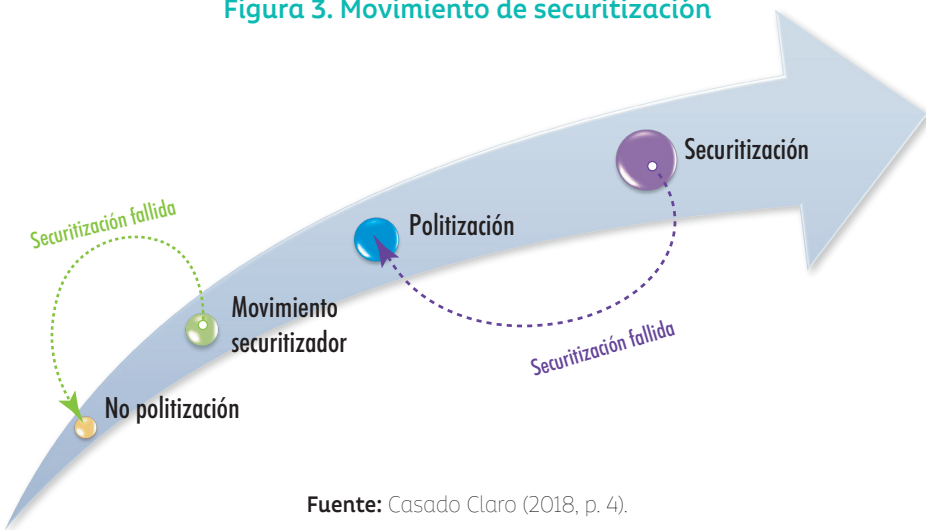 Figura 3. Movimiento de securitización
Securitización
Politización
Securitización fallida
Movimiento
securitizador
Securitización fallida
No politización
Fuente: Casado Claro (2018, p. 4).